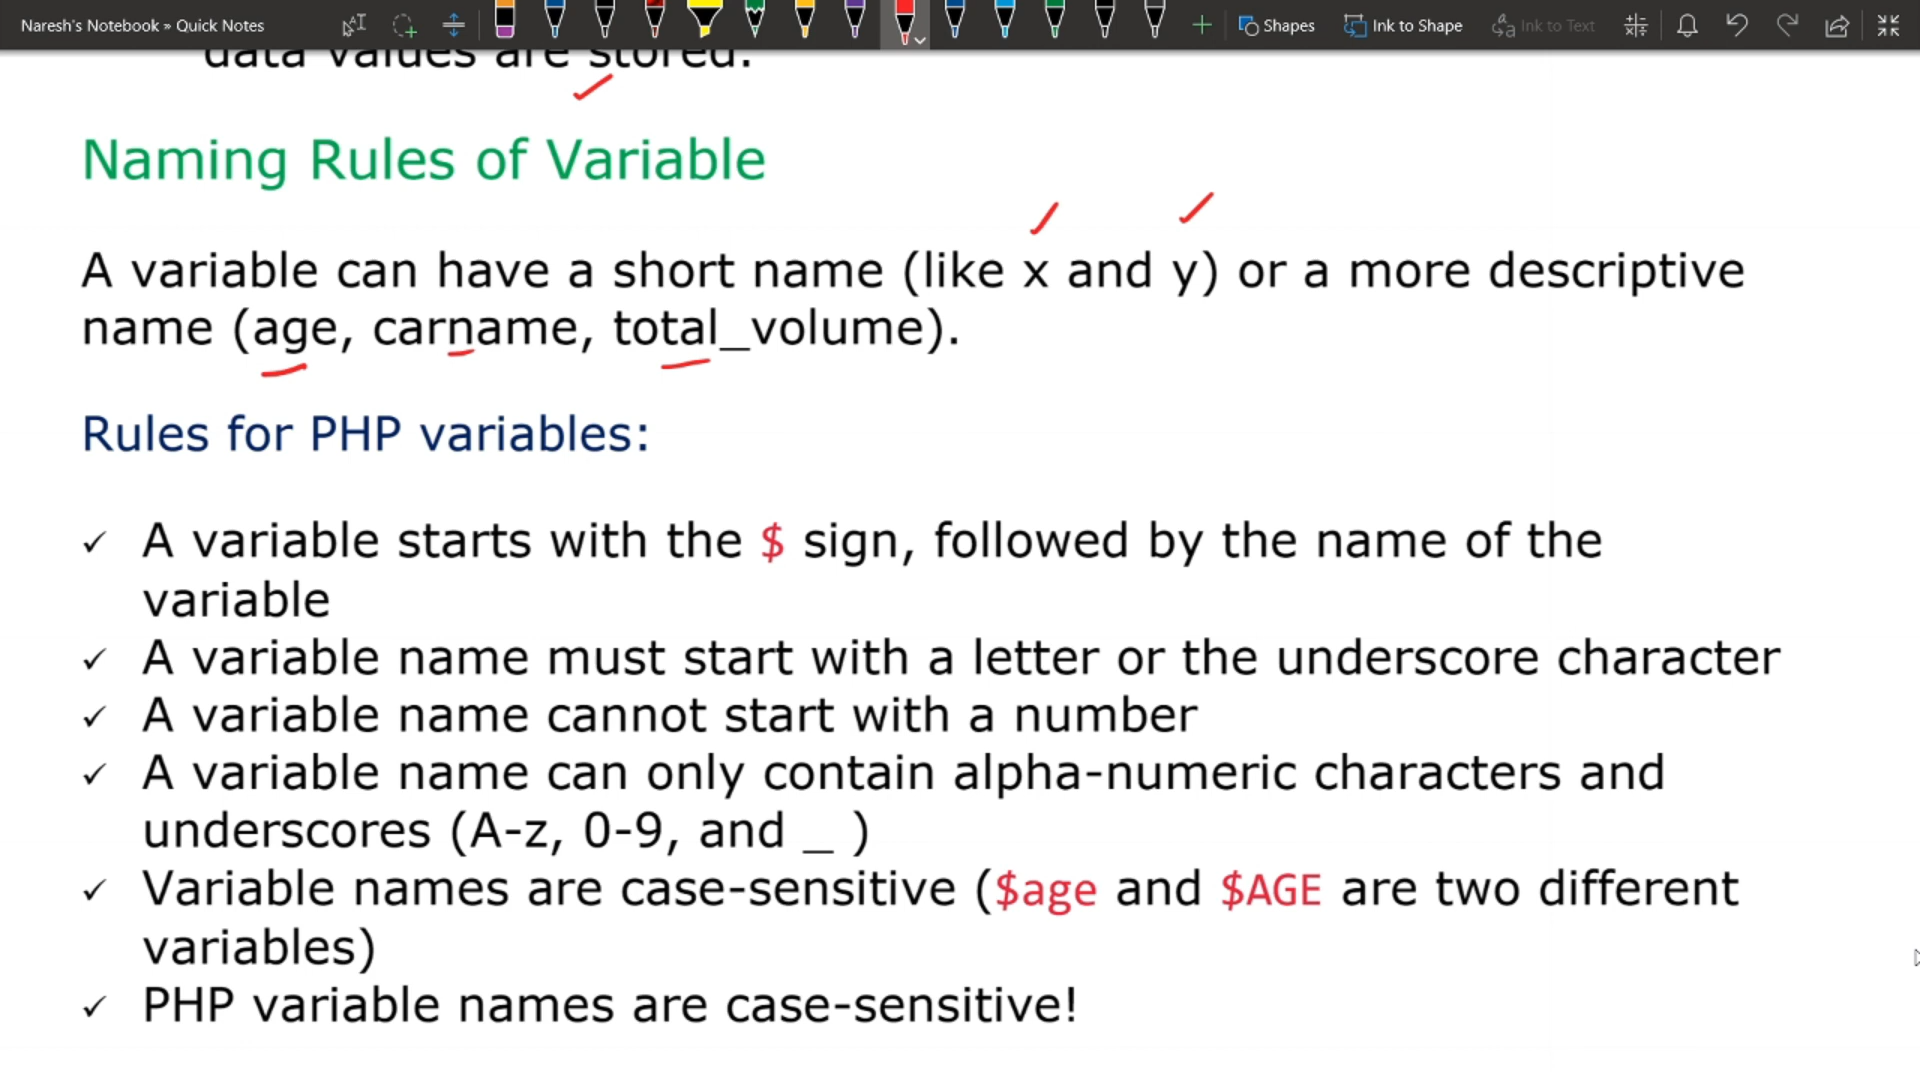 Naresh's Notebook » Quick Notes
Shapes
Ink to Shape
Ink to Text
data values are stored.
Naming Rules of Variable
A variable can have a short name (like x and y) or a more descriptive
name (age, carname, total_volume).
Rules for PHP variables:
✓ A variable starts with the $ sign, followed by the name of the
variable
✓ A variable name must start with a letter or the underscore character
✓ A variable name cannot start with a number
✓ A variable name can only contain alpha-numeric characters and
underscores (A-z, 0-9, and _ )
✓ Variable names are case-sensitive ($age and $AGE are two different
variables)
✓ PHP variable names are case-sensitive!